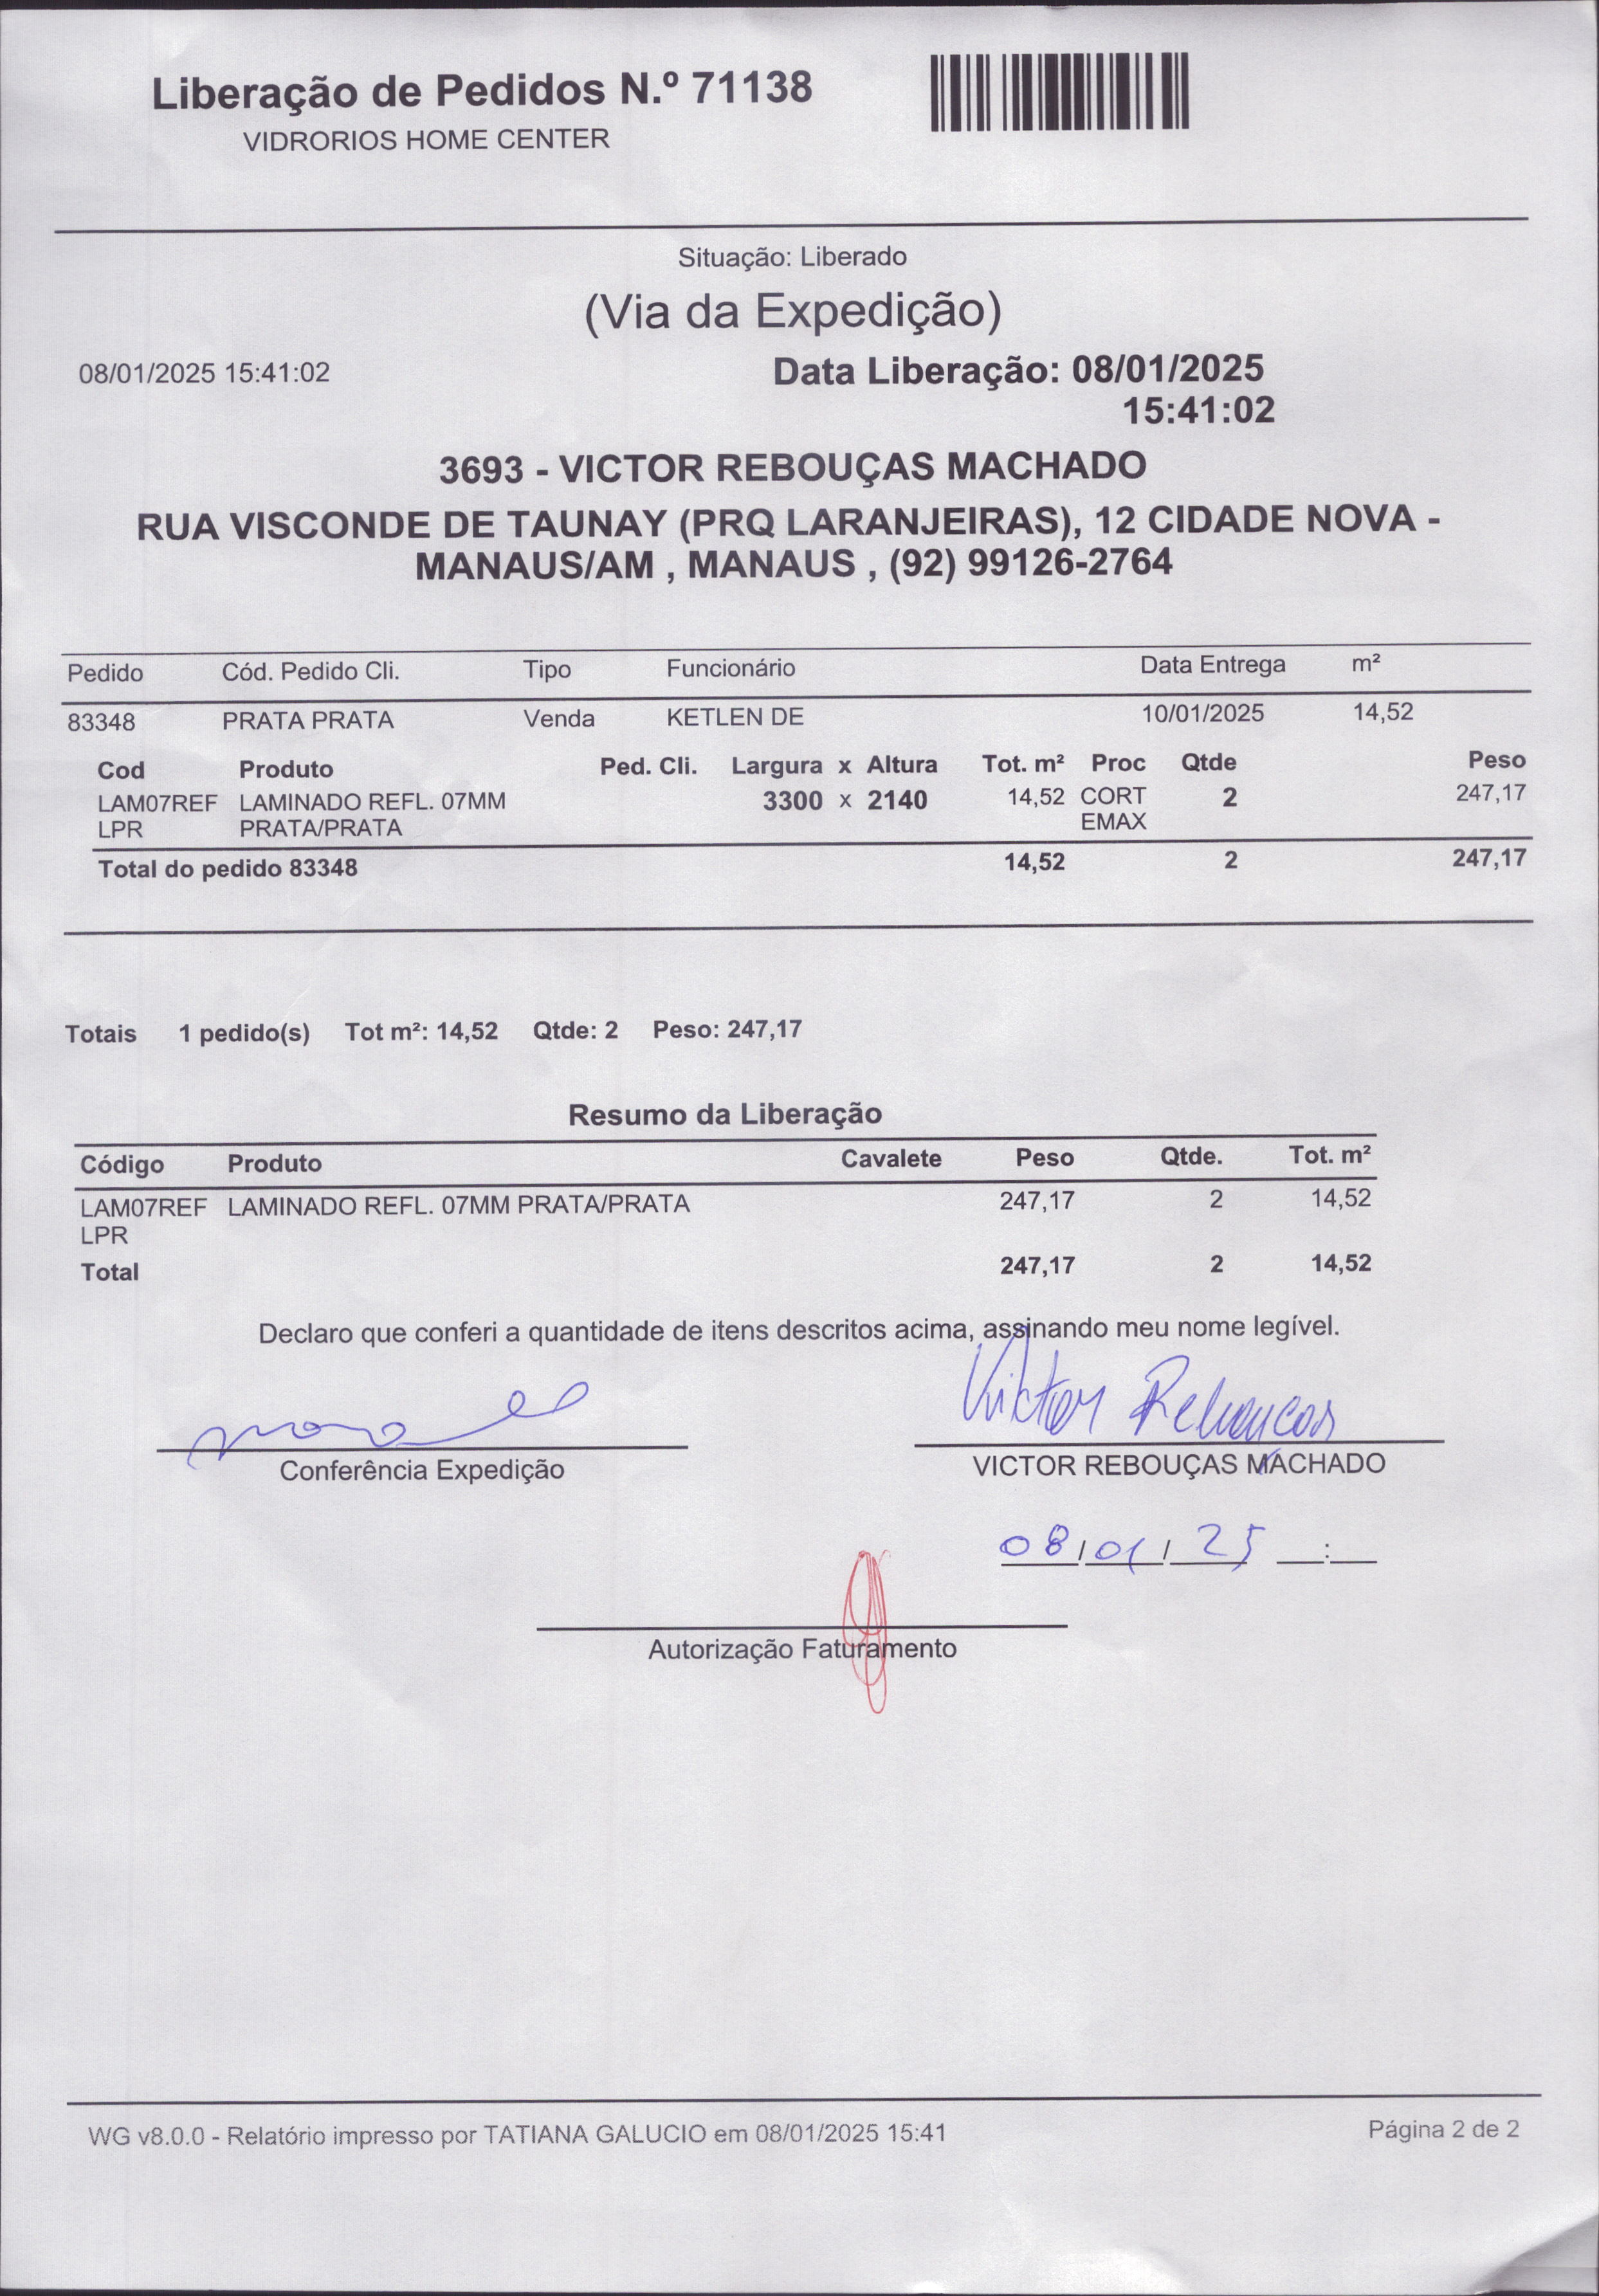 Liberação de Pedidos N.º 71138
VIDRORIOS HOME CENTER
Situação: Liberado
(Via da Expedição)
08/01/2025 15:41:02
Data Liberação: 08/01/2025
15:41:02
3693 - VICTOR REBOUÇAS MACHADO
RUA VISCONDE DE TAUNAY (PRQ LARANJEIRAS), 12 CIDADE NOVA -
MANAUS/AM , MANAUS , (92) 99126-2764
Pedido Cód. Pedido Cli. Tipo Funcionário Data Entrega m²
83348 PRATA PRATA Venda KETLEN DE 10/01/2025 14,52
Cod Produto Ped. Cli. Largura x Altura Tot. m² Proc Qtde Peso
LAM07REF LAMINADO REFL. 07MM 3300 x 2140 14,52 CORT 2 247,17
LPR PRATA/PRATA EMAX
Total do pedido 83348 14,52 2 247,17
Totais 1 pedido(s) Tot m²: 14,52 Qtde: 2 Peso: 247,17
Resumo da Liberação
Código Produto Cavalete Peso Qtde. Tot. m²
LAM07REF LAMINADO REFL. 07MM PRATA/PRATA 247,17 2 14,52
LPR
Total 247,17 2 14,52
Declaro que conferi a quantidade de itens descritos acima, assinando meu nome legível.
Victor Rebouças
Conferência Expedição VICTOR REBOUÇAS MACHADO
08/01/25 __:__
Autorização Faturamento
WG v8.0.0 - Relatório impresso por TATIANA GALUCIO em 08/01/2025 15:41 Página 2 de 2